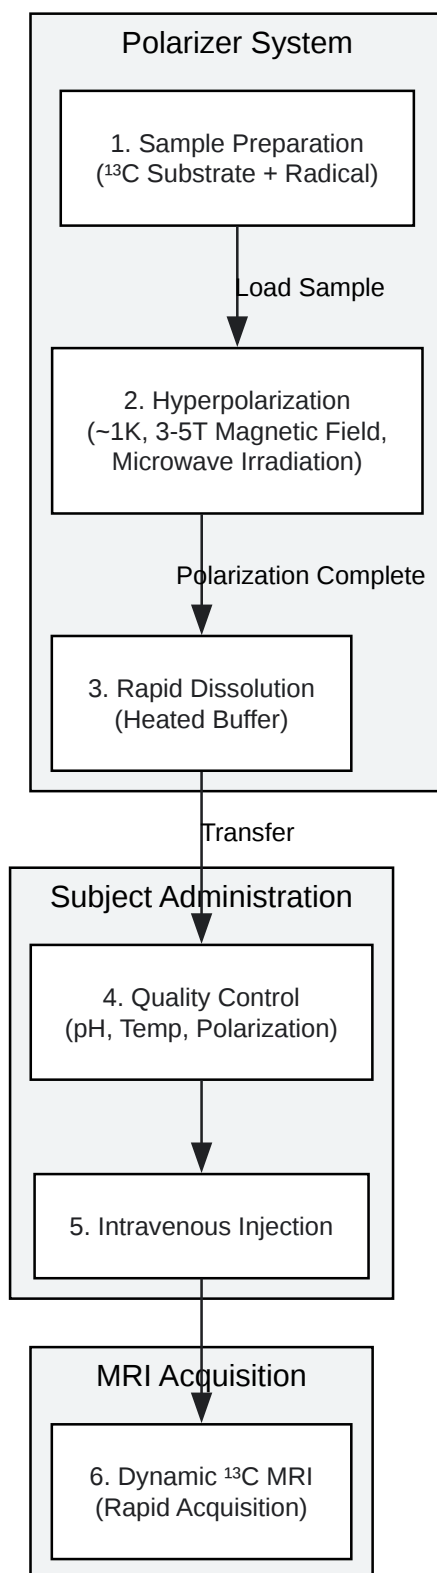 Polarizer System
1. Sample Preparation
(¹³C Substrate + Radical)
Load Sample
2. Hyperpolarization
(~1K, 3-5T Magnetic Field,
Microwave Irradiation)
Polarization Complete
3. Rapid Dissolution
(Heated Buffer)
Transfer
Subject Administration
4. Quality Control
(pH, Temp, Polarization)
5. Intravenous Injection
MRI Acquisition
6. Dynamic ¹³C MRI
(Rapid Acquisition)